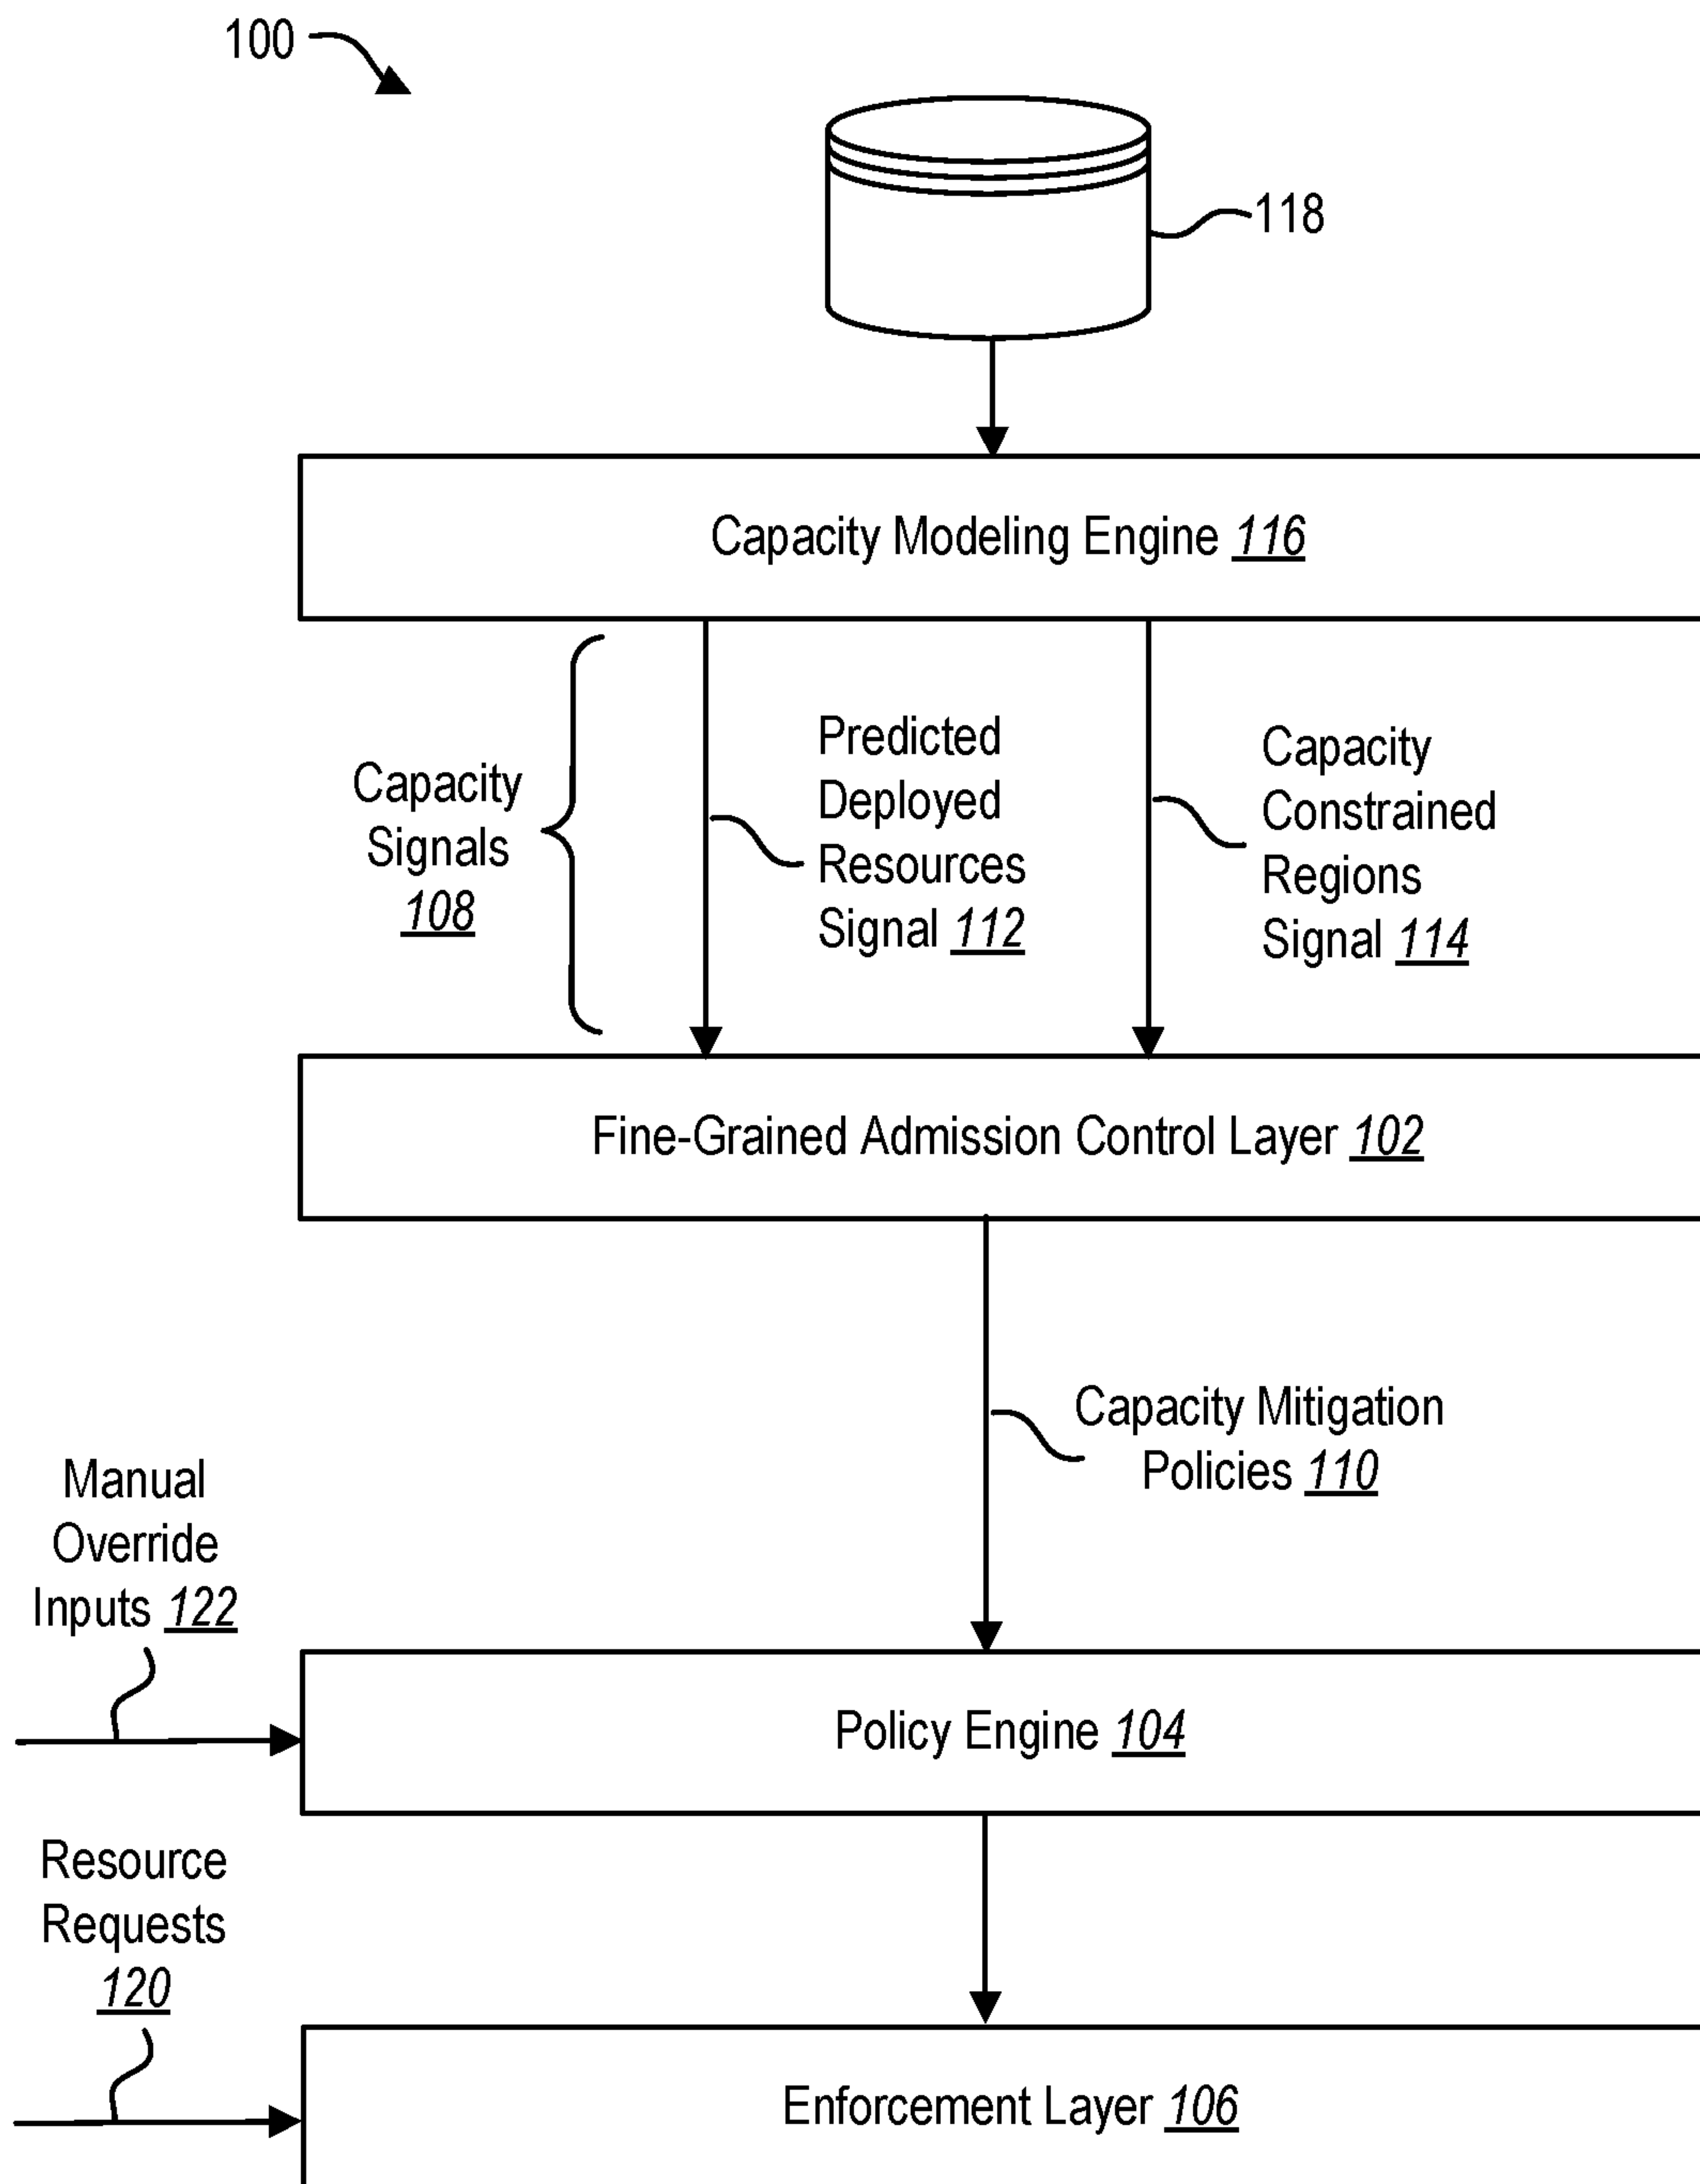 100
118
Capacity Modeling Engine 116
Capacity
Signals
108
Predicted
Deployed
Resources
Signal 112
Capacity
Constrained
Regions
Signal 114
Fine-Grained Admission Control Layer 102
Capacity Mitigation
Policies 110
Manual
Override
Inputs 122
Policy Engine 104
Resource
Requests
120
Enforcement Layer 106